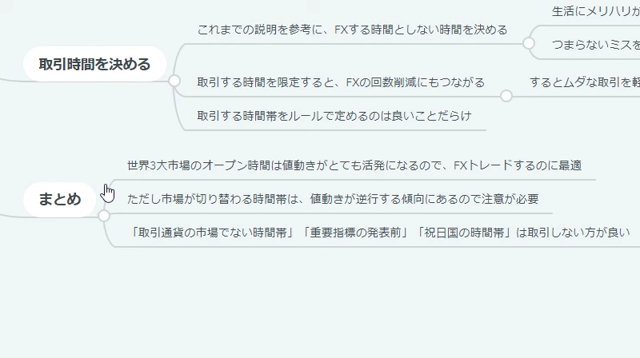 取引時間を決める
これまでの説明を参考に、FXする時間としない時間を決める
生活にメリハリが
つまらないミスを
取引する時間を限定すると、FXの回数削減にもつながる
するとムダな取引を軽
取引する時間帯をルールで定めるのは良いことだらけ
まとめ
世界3大市場のオープン時間は値動きがとても活発になるので、FXトレードするのに最適
ただし市場が切り替わる時間帯は、値動きが逆行する傾向にあるので注意が必要
「取引通貨の市場でない時間帯」「重要指標の発表前」「祝日国の時間帯」は取引しない方が良い